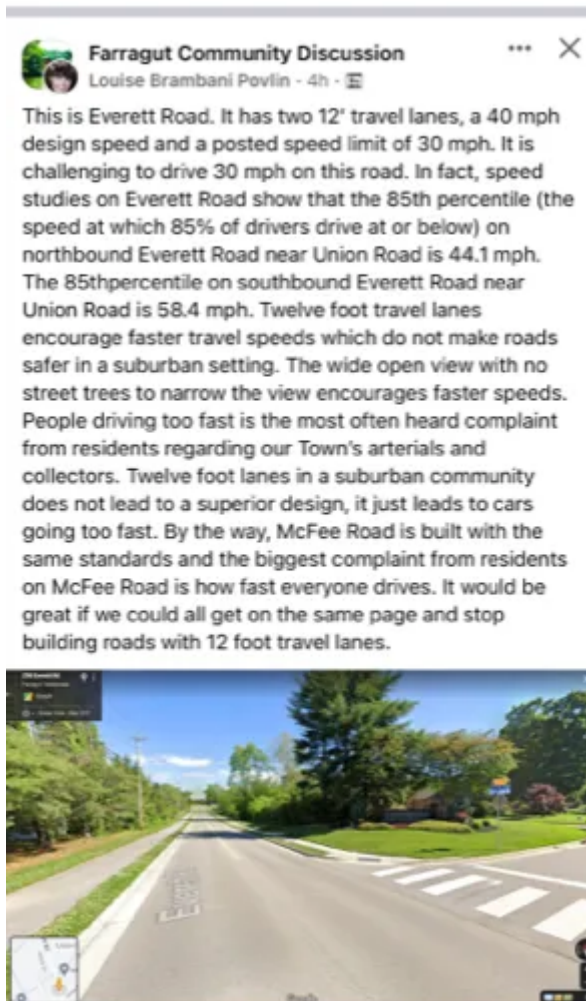 Farragut Community Discussion
Louise Brambani Povlin · 4h ·
This is Everett Road. It has two 12' travel lanes, a 40 mph
design speed and a posted speed limit of 30 mph. It is
challenging to drive 30 mph on this road. In fact, speed
studies on Everett Road show that the 85th percentile (the
speed at which 85% of drivers drive at or below) on
northbound Everett Road near Union Road is 44.1 mph.
The 85thpercentile on southbound Everett Road near
Union Road is 58.4 mph. Twelve foot travel lanes
encourage faster travel speeds which do not make roads
safer in a suburban setting. The wide open view with no
street trees to narrow the view encourages faster speeds.
People driving too fast is the most often heard complaint
from residents regarding our Town's arterials and
collectors. Twelve foot lanes in a suburban community
does not lead to a superior design, it just leads to cars
going too fast. By the way, McFee Road is built with the
same standards and the biggest complaint from residents
on McFee Road is how fast everyone drives. It would be
great if we could all get on the same page and stop
building roads with 12 foot travel lanes.